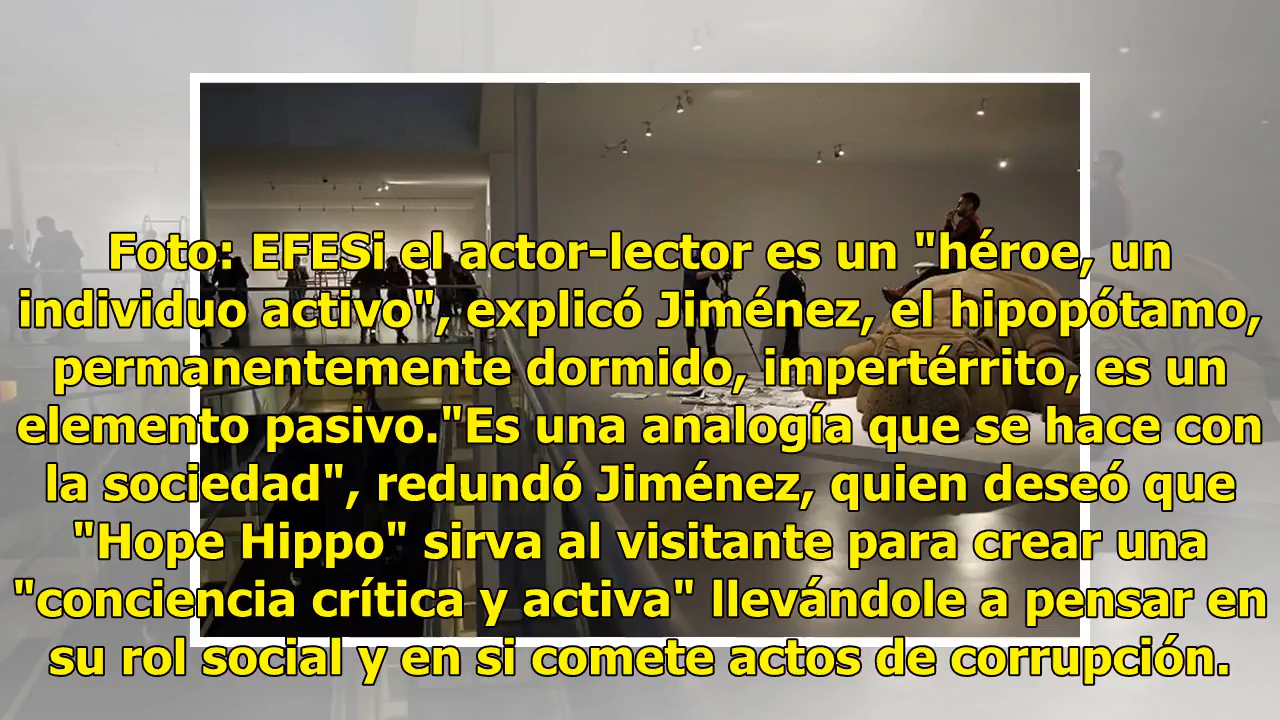 Foto: EFESi el actor-lector es un "héroe, un
individuo activo", explicó Jiménez, el hipopótamo,
permanentemente dormido, impertérrito, es un
elemento pasivo."Es una analogía que se hace con
la sociedad", redundó Jiménez, quien deseó que
"Hope Hippo" sirva al visitante para crear una
"conciencia crítica y activa" llevándole a pensar en
su rol social y en si comete actos de corrupción.